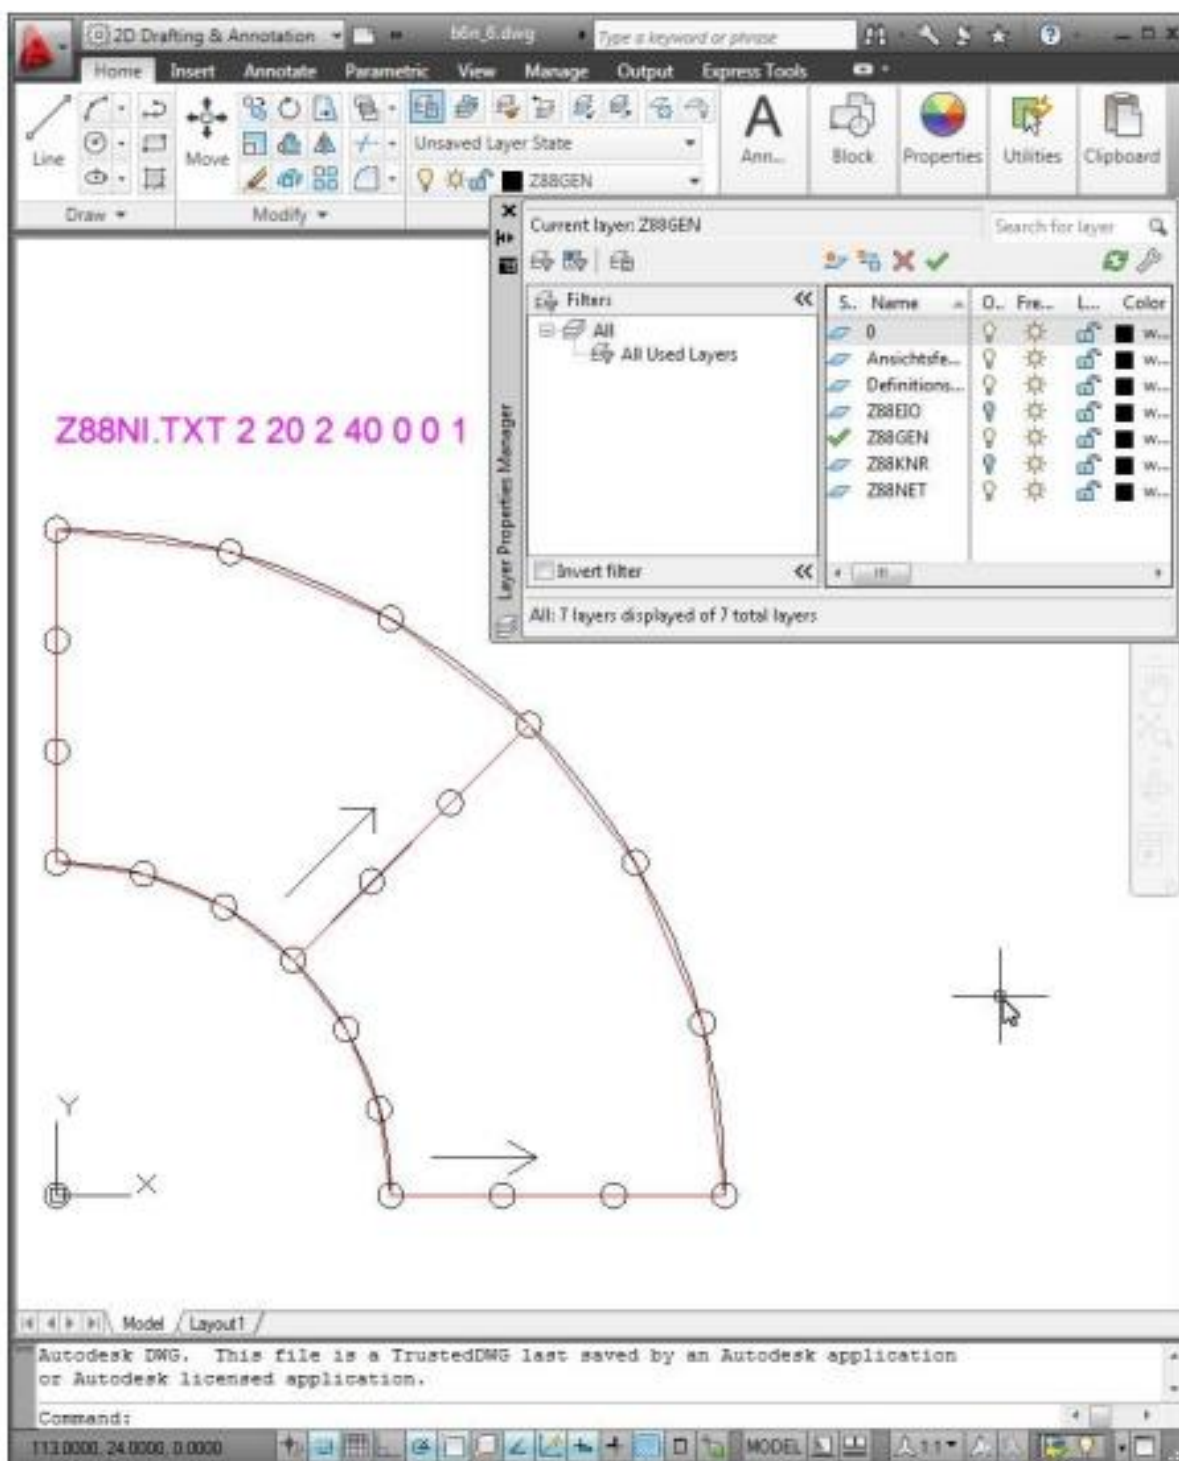 2D Drafting & Annotation
b6n_6.dwg
Type a keyword or phrase
Home Insert Annotate Parametric View Manage Output Express Tools
Line
Move
Unsaved Layer State
Z88GEN
Ann... Block Properties Utilities Clipboard
Draw Modify
Current layer: Z88GEN
Search for layer
Filters
All
All Used Layers
Invert filter
S.. Name O.. Fre... L... Color
0 w...
Ansichtsfe... w...
Definitions... w...
Z88EIO w...
Z88GEN w...
Z88KNR w...
Z88NET w...
All: 7 layers displayed of 7 total layers
Layer Properties Manager
Z88NI.TXT 2 20 2 40 0 0 1
Y
X
Model Layout1
Autodesk DWG. This file is a TrustedDWG last saved by an Autodesk application
or Autodesk licensed application.
Command:
113.0000, 24.0000, 0.0000 MODEL 1:1